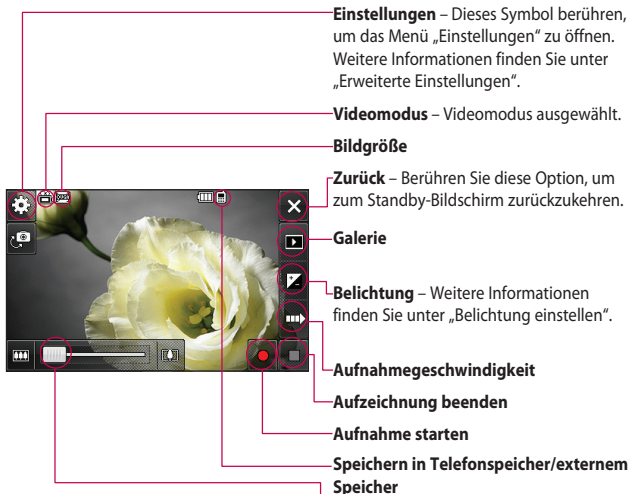 Einstellungen – Dieses Symbol berühren,
um das Menü „Einstellungen“ zu öffnen.
Weitere Informationen finden Sie unter
„Erweiterte Einstellungen“.
Videomodus – Videomodus ausgewählt.
Bildgröße
Zurück – Berühren Sie diese Option, um
zum Standby-Bildschirm zurückzukehren.
Galerie
Belichtung – Weitere Informationen
finden Sie unter „Belichtung einstellen“.
Aufnahmegeschwindigkeit
Aufzeichnung beenden
Aufnahme starten
Speichern in Telefonspeicher/externem
Speicher